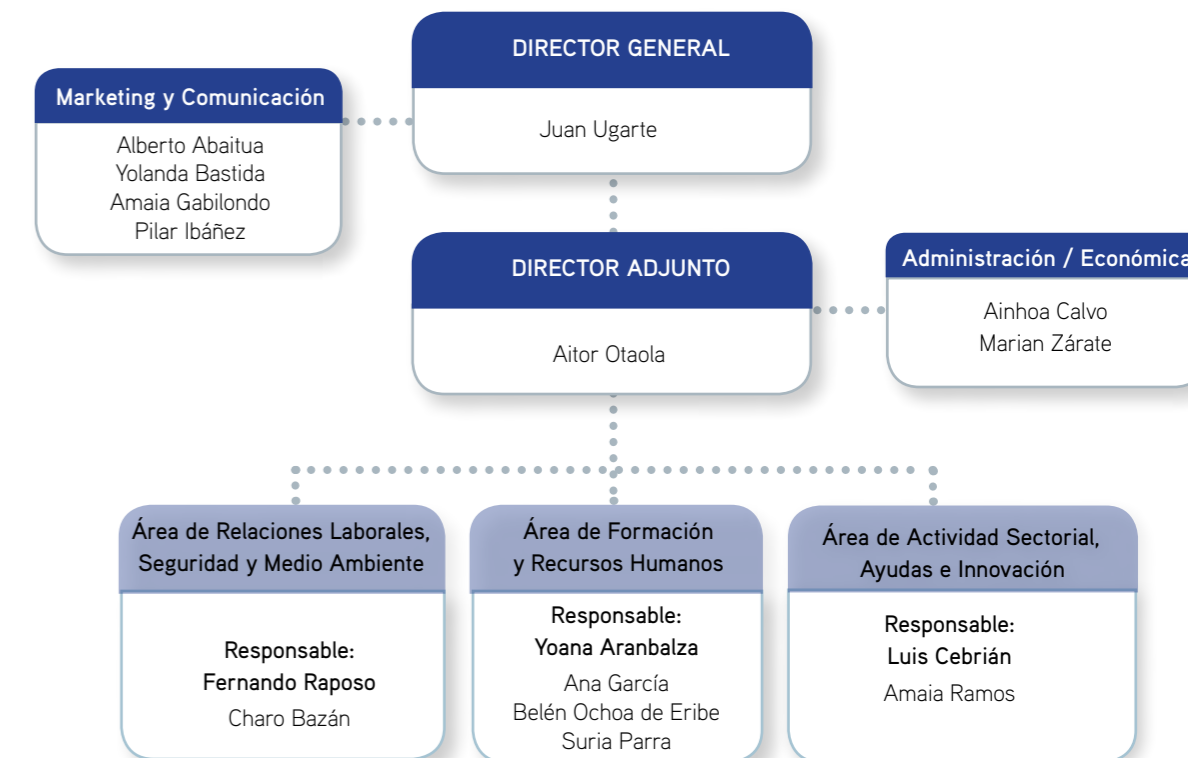 DIRECTOR GENERAL
Juan Ugarte
Marketing y Comunicación
Alberto Abaitua
Yolanda Bastida
Amaia Gabilondo
Pilar Ibáñez
DIRECTOR ADJUNTO
Aitor Otaola
Administración / Económica
Ainhoa Calvo
Marian Zárate
Área de Relaciones Laborales,
Seguridad y Medio Ambiente
Responsable:
Fernando Raposo
Charo Bazán
Área de Formación
y Recursos Humanos
Responsable:
Yoana Aranbalza
Ana García
Belén Ochoa de Eribe
Suria Parra
Área de Actividad Sectorial,
Ayudas e Innovación
Responsable:
Luis Cebrián
Amaia Ramos